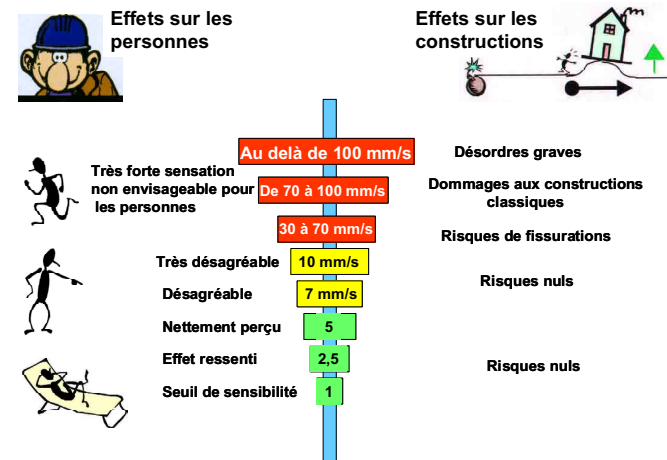 Effets sur les
personnes
Effets sur les
constructions
Au delà de 100 mm/s
Désordres graves
Très forte sensation
non envisageable pour
les personnes
De 70 à 100 mm/s
Dommages aux constructions
classiques
30 à 70 mm/s
Risques de fissurations
Très désagréable
10 mm/s
Risques nuls
Désagréable
7 mm/s
Nettement perçu
5
Effet ressenti
2,5
Risques nuls
Seuil de sensibilité
1